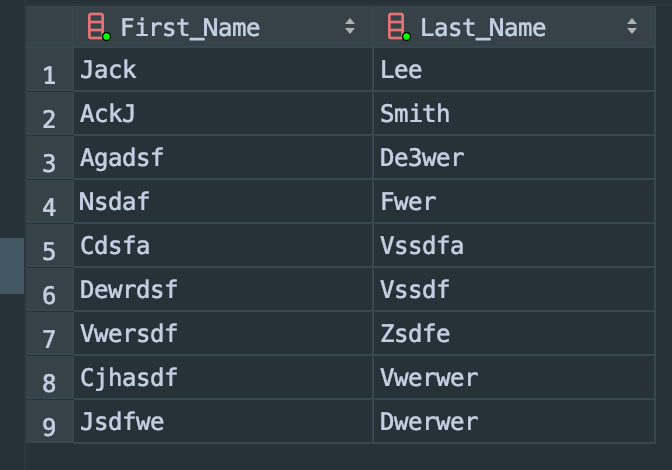 First_Name Last_Name
1 Jack Lee
2 AckJ Smith
3 Agadsf De3wer
4 Nsdaf Fwer
5 Cdsfa Vssdfa
6 Dewrdsf Vssdf
7 Vwersdf Zsdfe
8 Cjhasdf Vwerwer
9 Jsdfwe Dwerwer